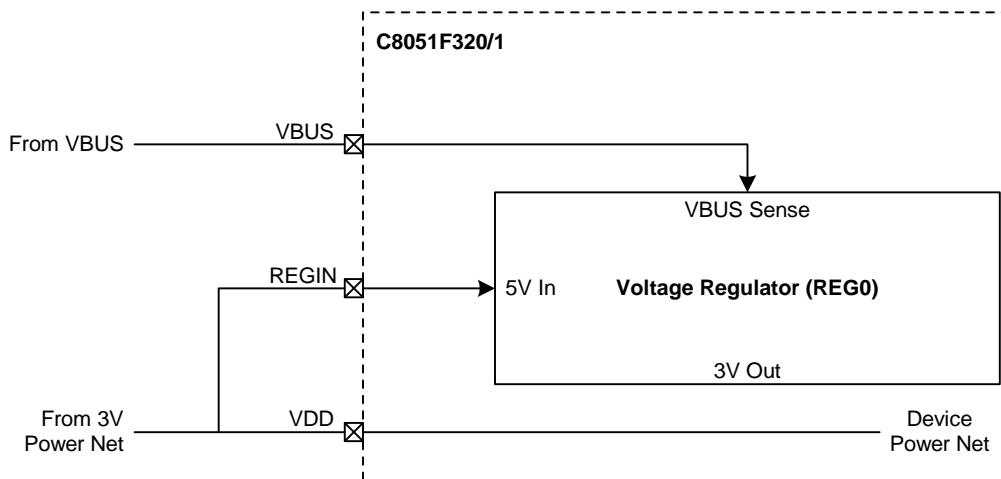 C8051F320/1
From VBUS
VBUS
VBUS Sense
REGIN
5V In
Voltage Regulator (REG0)
3V Out
From 3V
Power Net
VDD
Device
Power Net